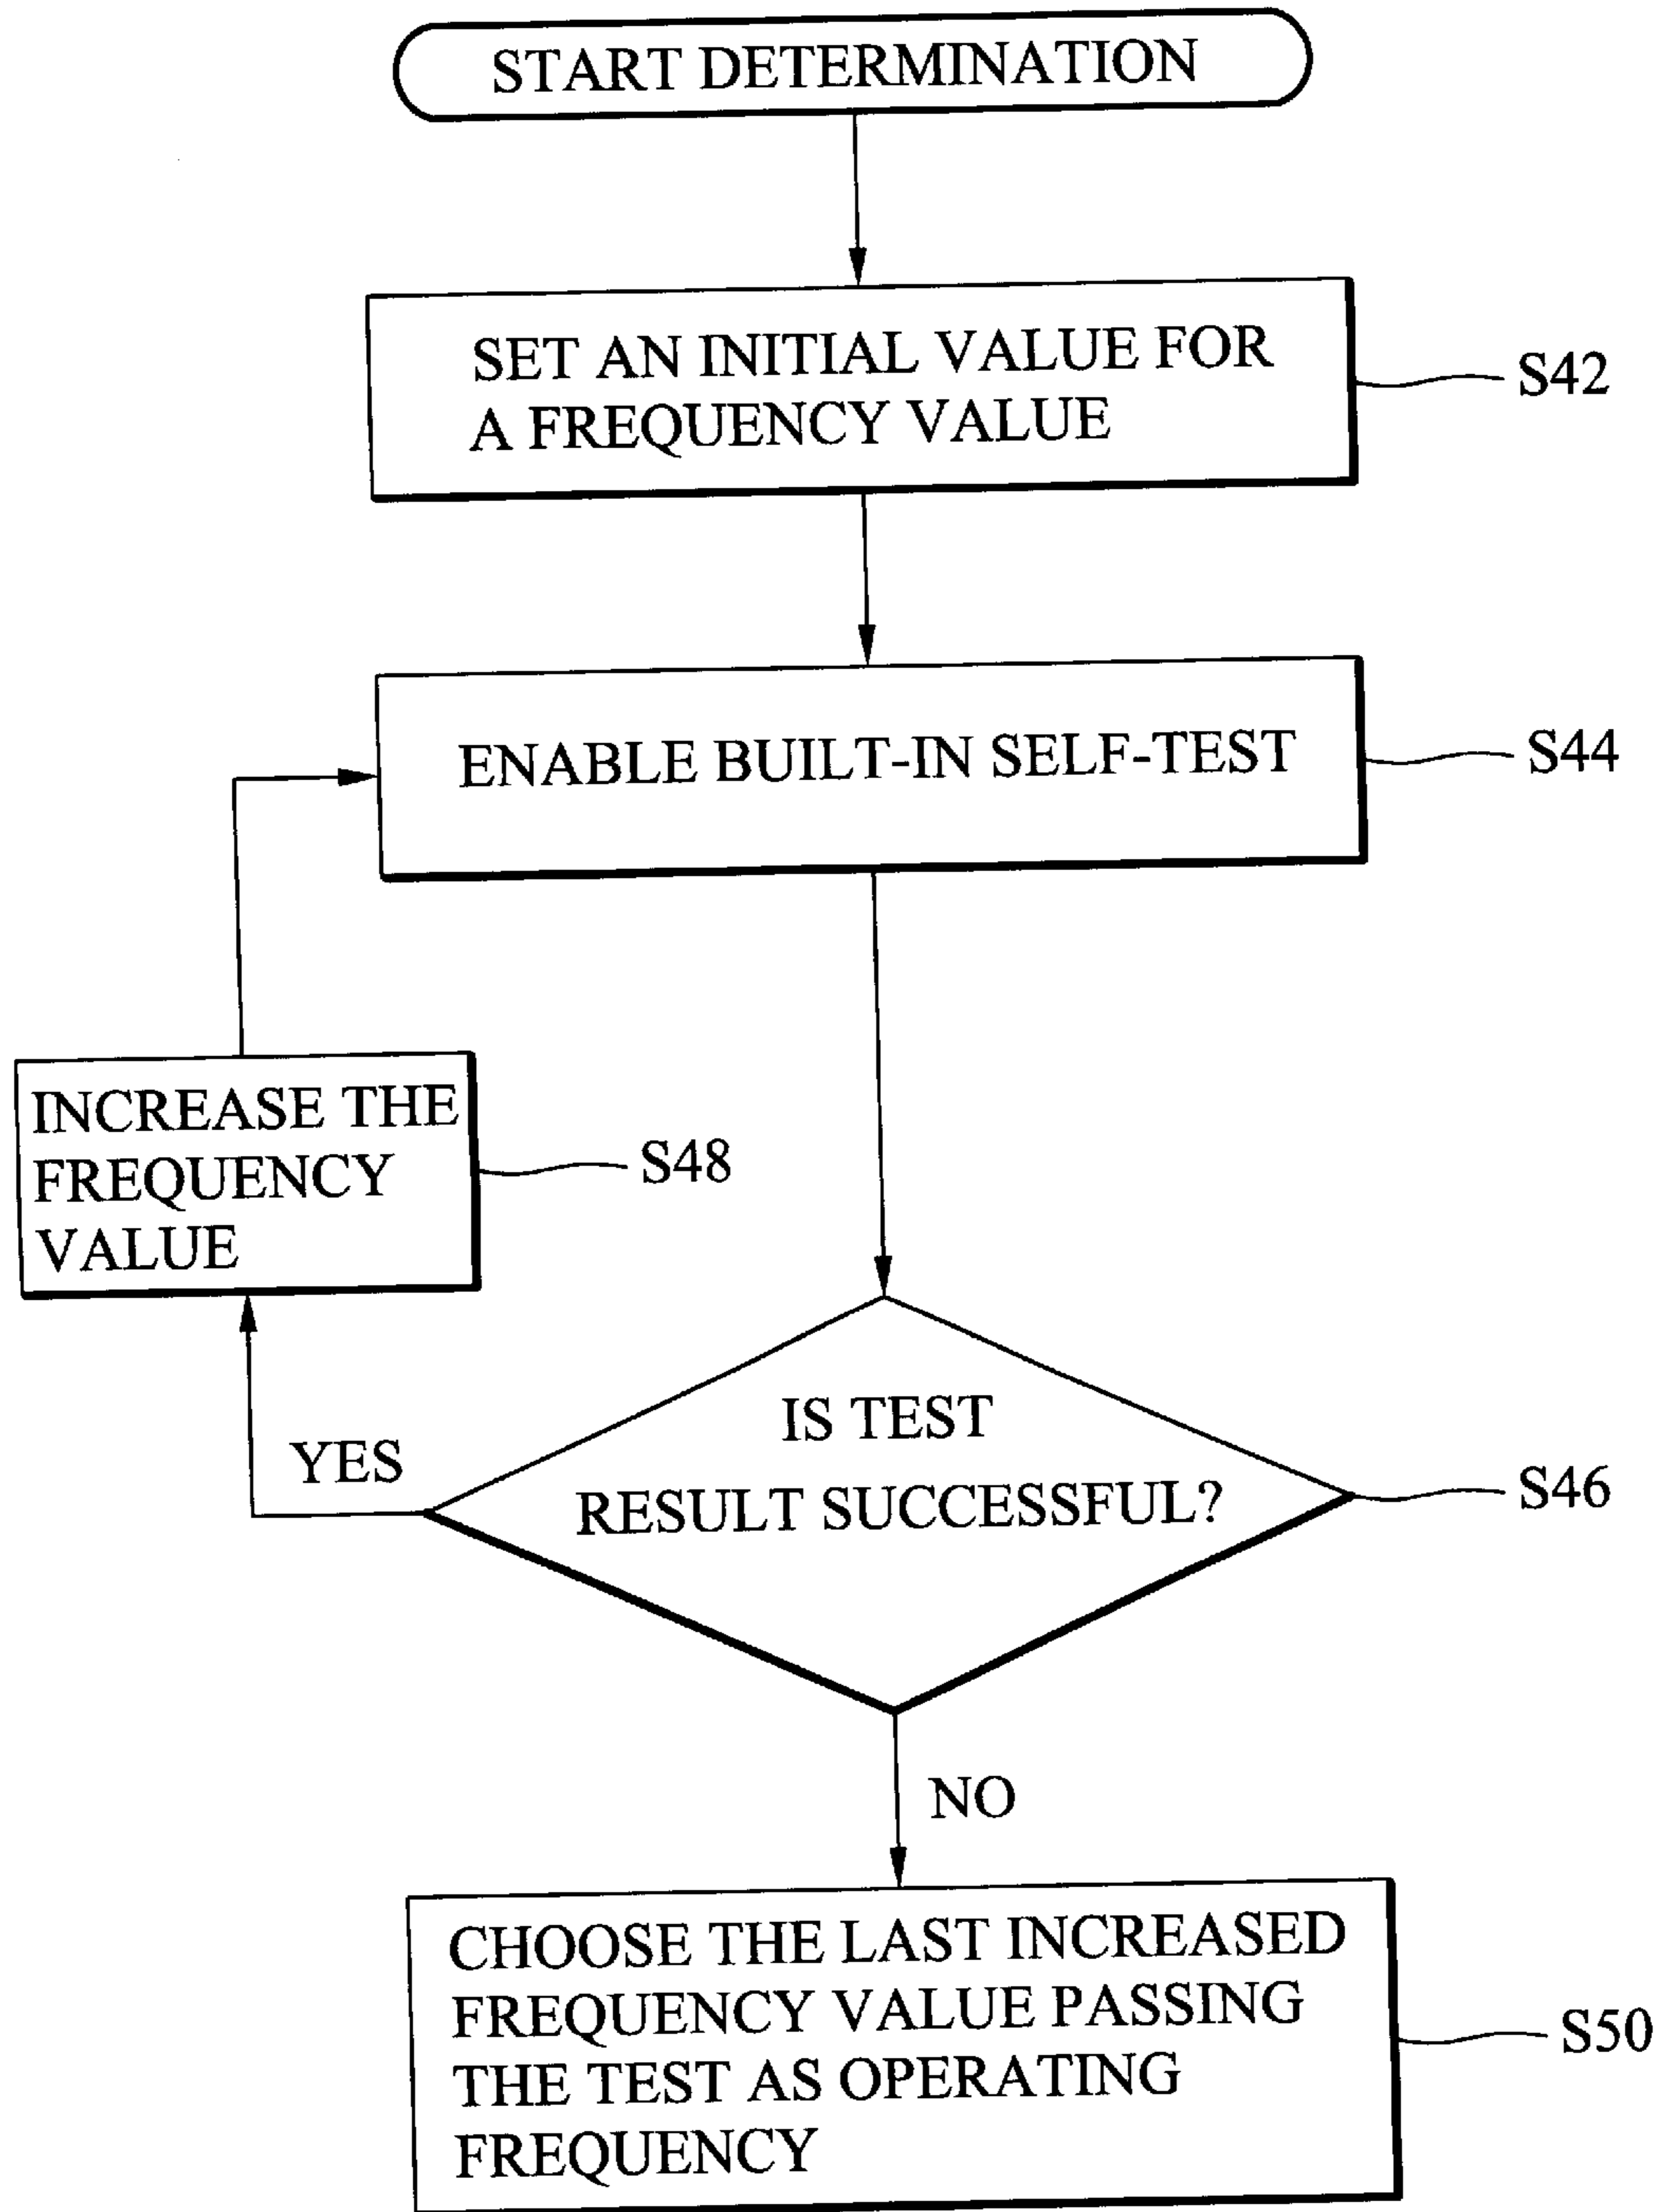 START DETERMINATION
SET AN INITIAL VALUE FOR
A FREQUENCY VALUE
S42
ENABLE BUILT-IN SELF-TEST
S44
INCREASE THE
FREQUENCY
VALUE
S48
IS TEST
RESULT SUCCESSFUL?
YES
S46
NO
CHOOSE THE LAST INCREASED
FREQUENCY VALUE PASSING
THE TEST AS OPERATING
FREQUENCY
S50